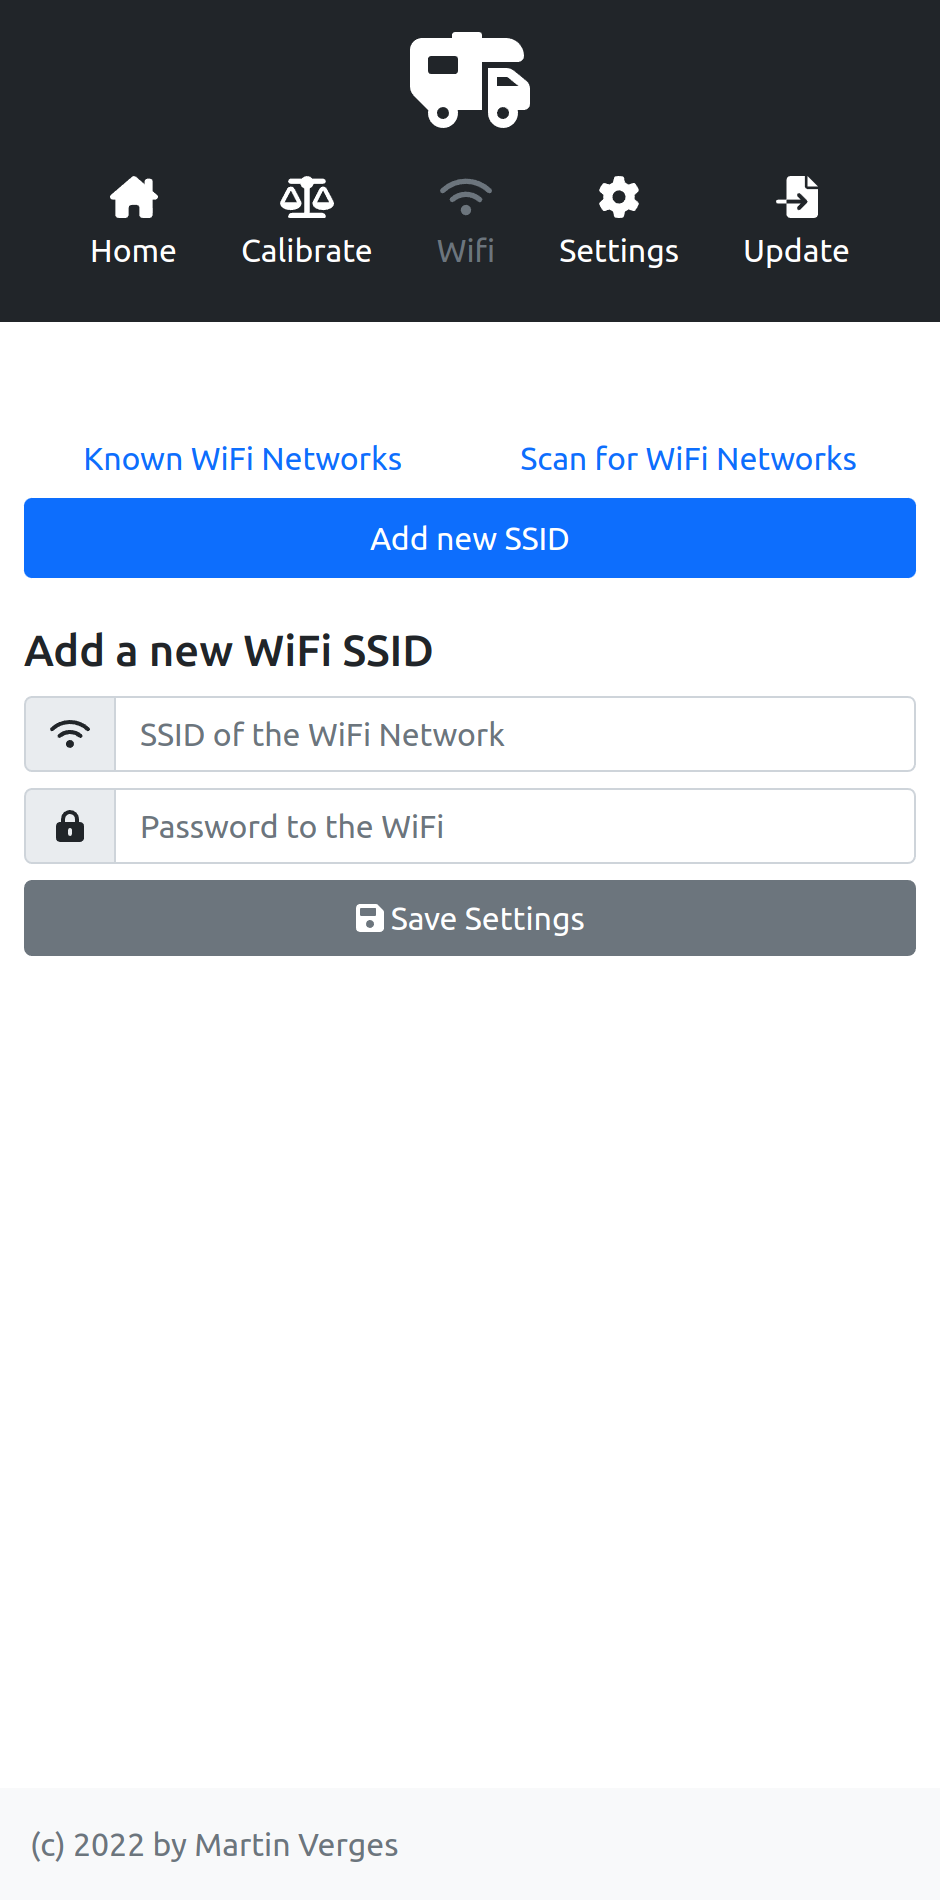 Home Calibrate Wifi Settings Update
Known WiFi Networks Scan for WiFi Networks
Add new SSID
Add a new WiFi SSID
SSID of the WiFi Network
Password to the WiFi
Save Settings
(c) 2022 by Martin Verges